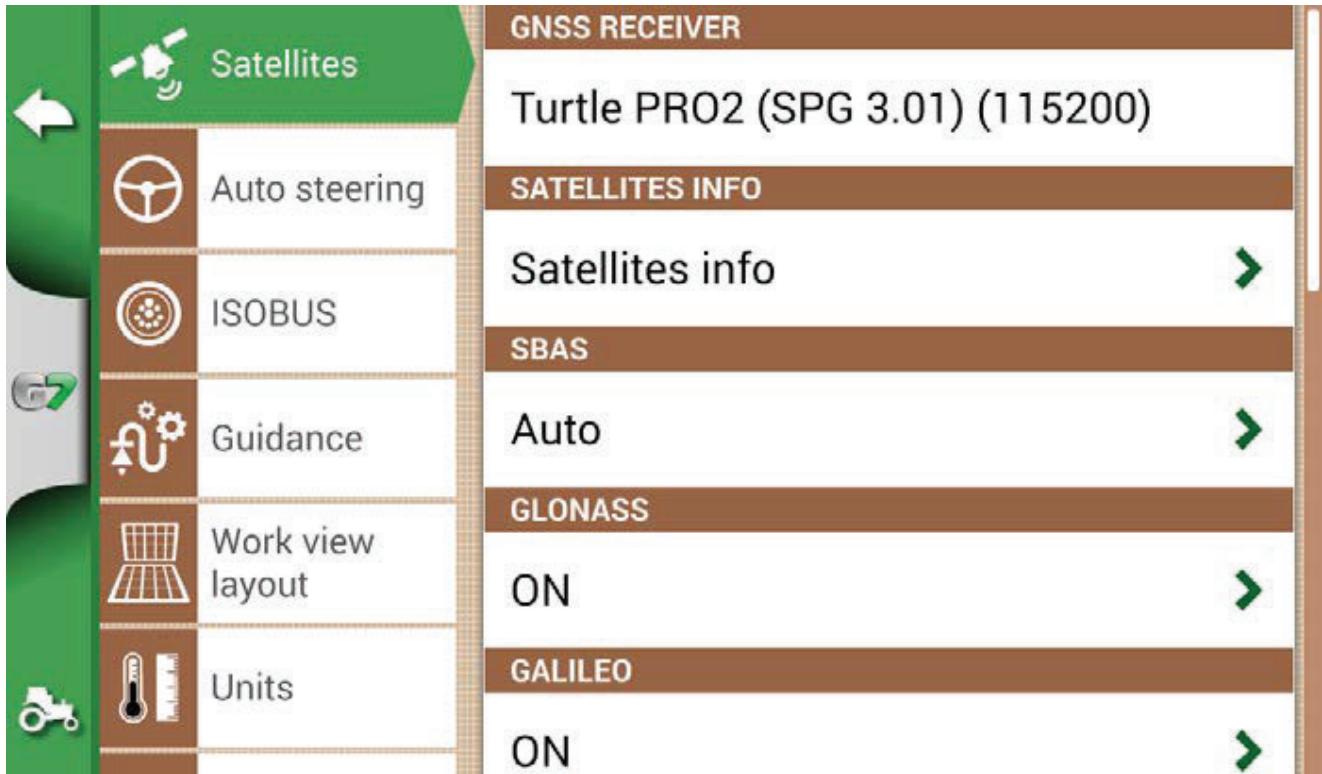 Satellites
Auto steering
ISOBUS
G7
Guidance
Work view
layout
Units
GNSS RECEIVER
Turtle PRO2 (SPG 3.01) (115200)
SATELLITES INFO
Satellites info
SBAS
Auto
GLONASS
ON
GALILEO
ON